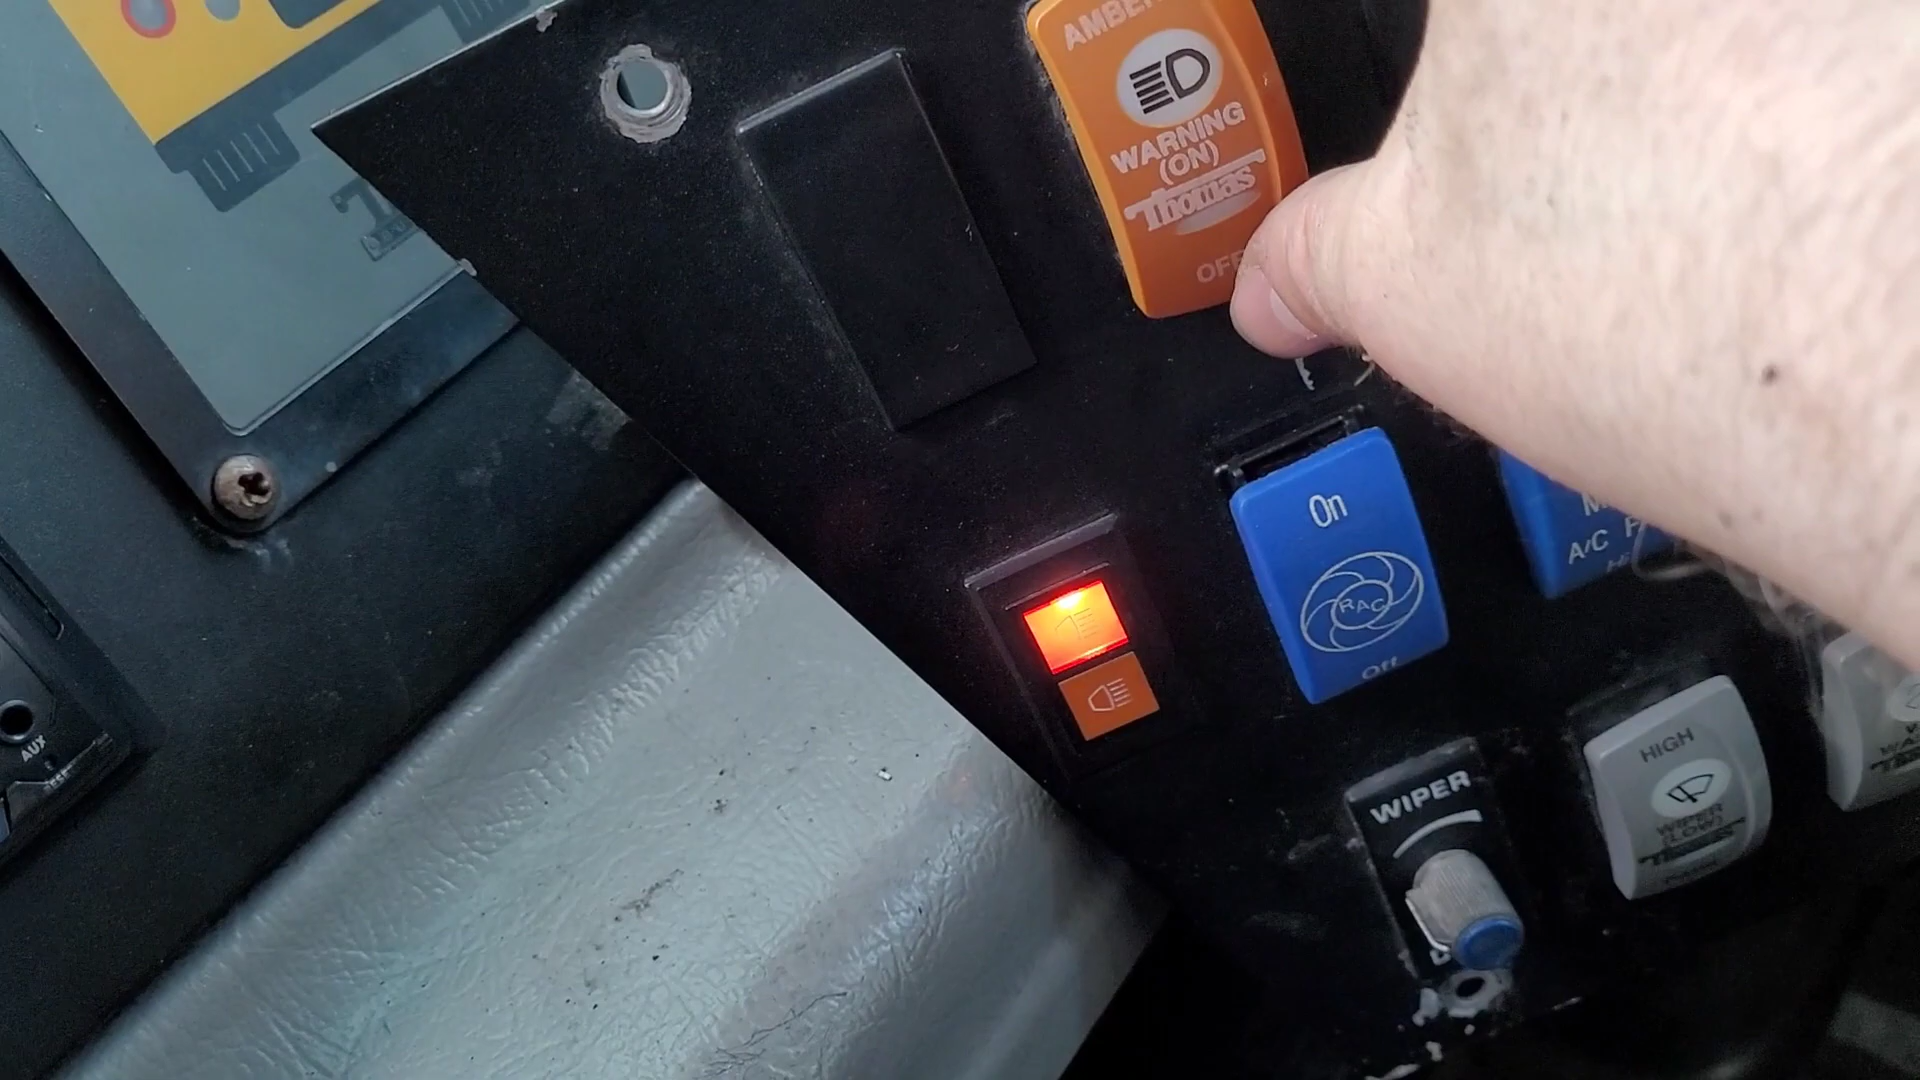 AMBER
WARNING
(ON)
Thomas
OFF
On
RAC
Off
A/C
AUX
HIGH
WIPER
(LOW)
Thomas
WIPER